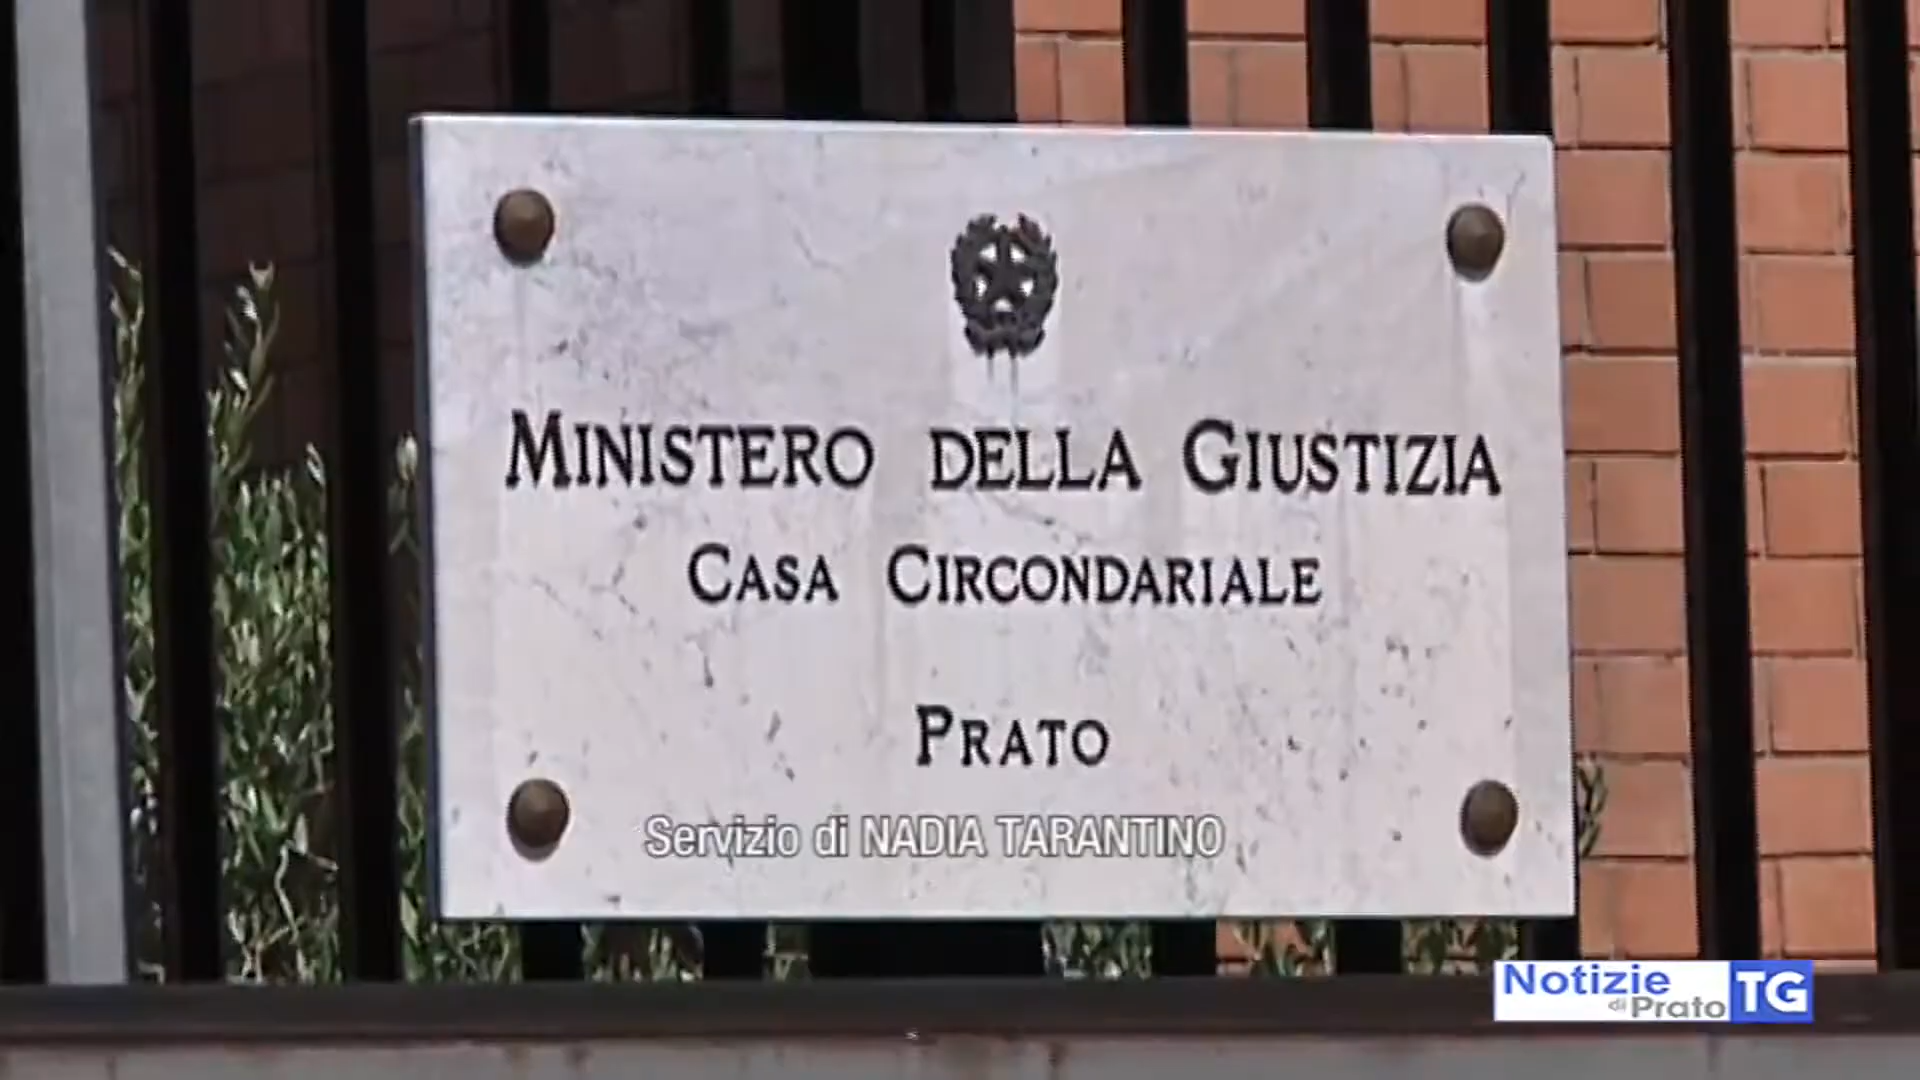 MINISTERO DELLA GIUSTIZIA
CASA CIRCONDARIALE
PRATO
Servizio di NADIA TARANTINO
Notizie
di Prato TG